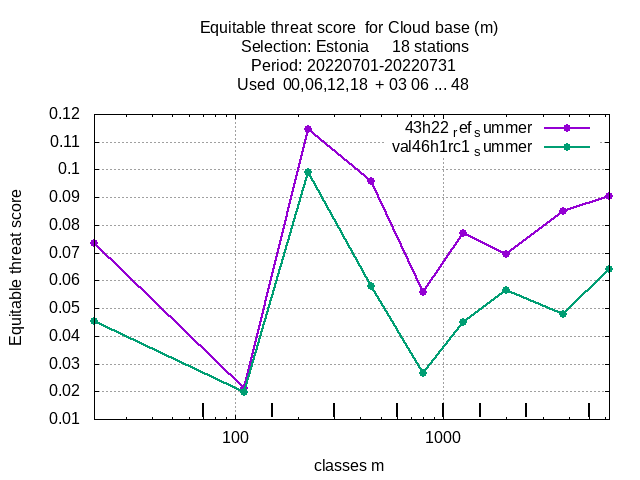 Equitable threat score  for Cloud base (m)
Selection: Estonia     18 stations
Period: 20220701-20220731
Used  00,06,12,18  + 03 06 ... 48
0.12
0.11
0.1
0.09
0.08
0.07
0.06
0.05
0.04
0.03
0.02
0.01
Equitable threat score
43h22 ref summer
val46h1rc1 summer
100
1000
classes m